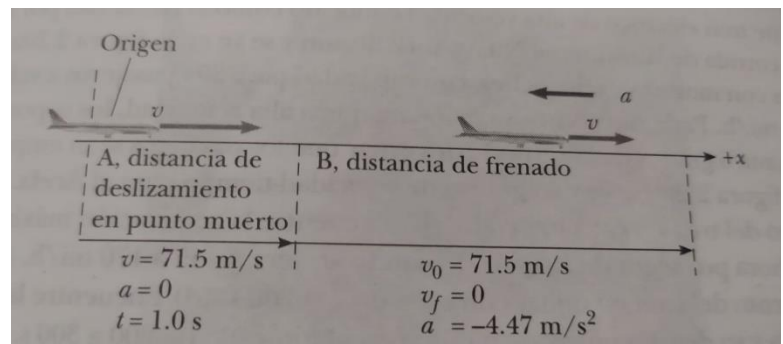 Origen
a
v
v
+x
A, distancia de
deslizamiento
en punto muerto
B, distancia de frenado
v = 71.5 m/s
a = 0
t = 1.0 s
v₀ = 71.5 m/s
v_f = 0
a = –4.47 m/s²